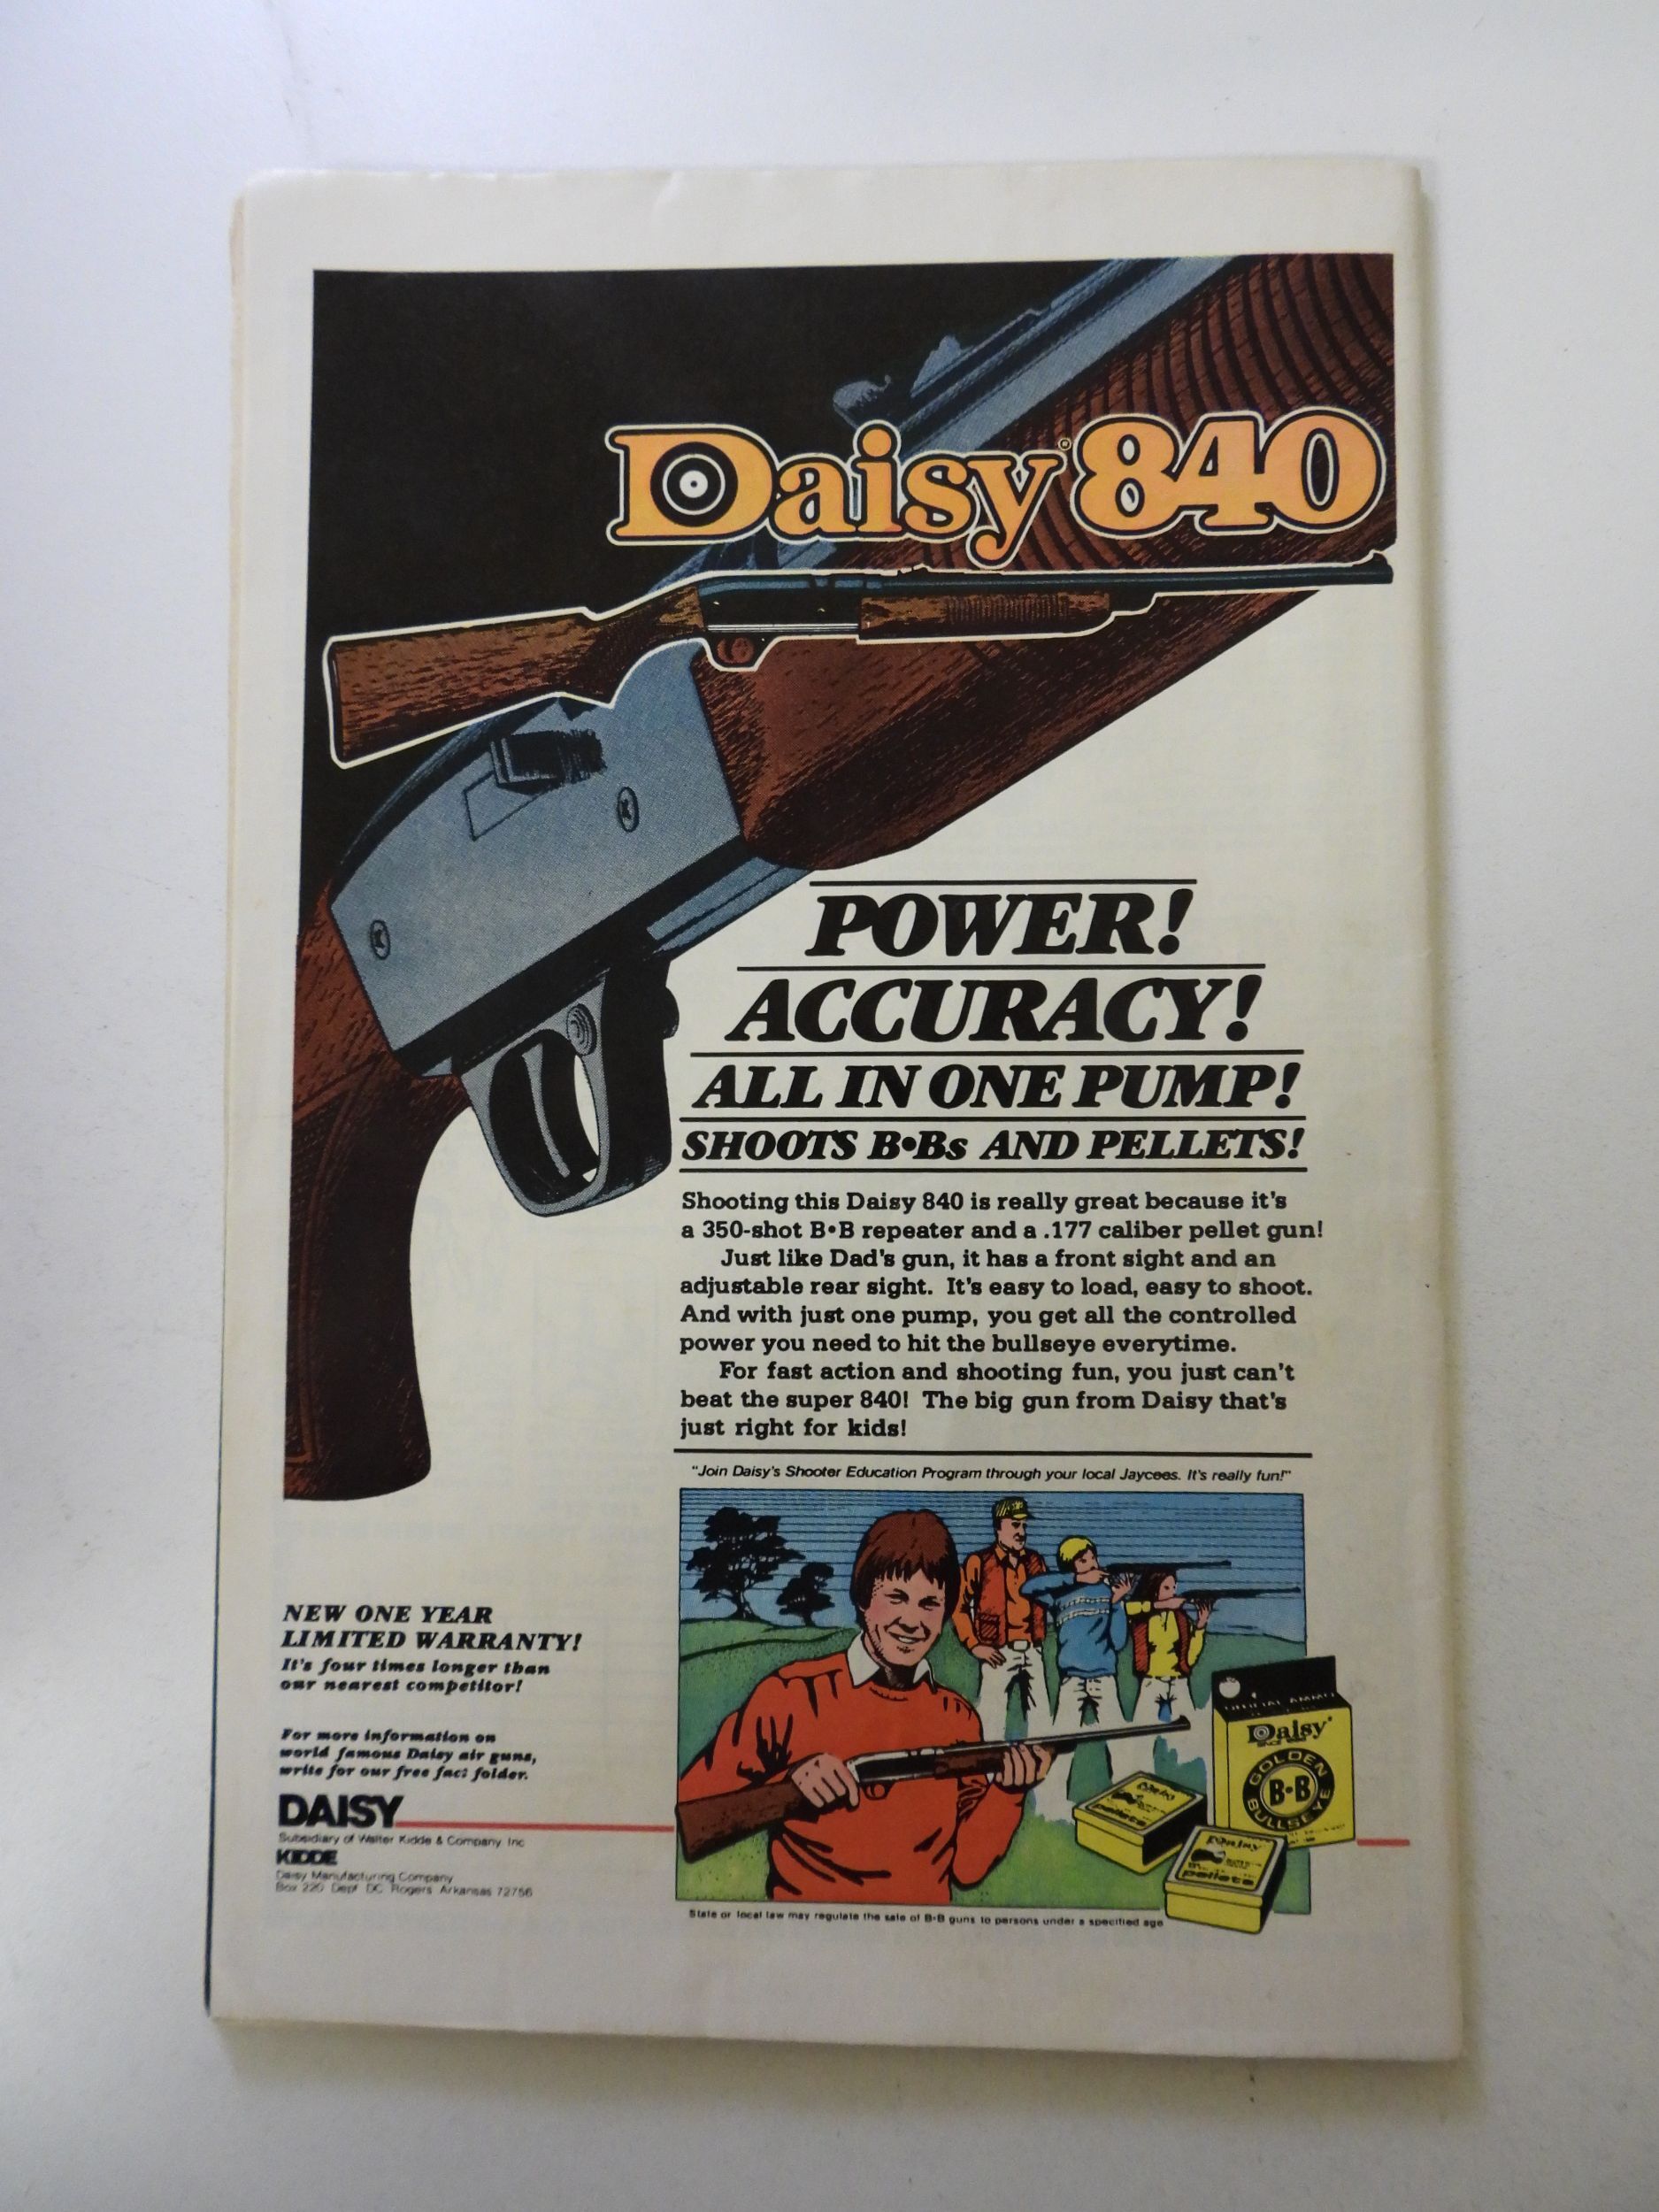 Daisy® 840
POWER!
ACCURACY!
ALL IN ONE PUMP!
SHOOTS B•Bs AND PELLETS!
Shooting this Daisy 840 is really great because it's
a 350-shot B•B repeater and a .177 caliber pellet gun!
Just like Dad's gun, it has a front sight and an
adjustable rear sight. It's easy to load, easy to shoot.
And with just one pump, you get all the controlled
power you need to hit the bullseye everytime.
For fast action and shooting fun, you just can't
beat the super 840! The big gun from Daisy that's
just right for kids!
"Join Daisy's Shooter Education Program through your local Jaycees. It's really fun!"
NEW ONE YEAR
LIMITED WARRANTY!
It's four times longer than
our nearest competitor!
For more information on
world famous Daisy air guns,
write for our free fact folder.
DAISY
Subsidiary of Walter Kidde & Company Inc
KIDDE
Daisy Manufacturing Company
Box 220 Dept DC Rogers Arkansas 72756
OFFICIAL AMMO
Daisy®
GOLDEN
B•B
BULLSEYE
Daisy
pellets
Daisy
pellets
State or local law may regulate the sale of B•B guns to persons under a specified age